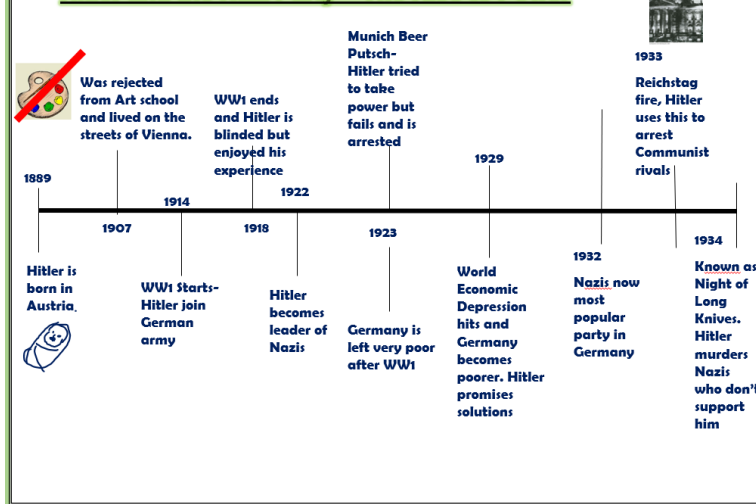 Munich Beer
Putsch-
Hitler tried
to take
power but
fails and is
arrested
1933
Reichstag
fire, Hitler
uses this to
arrest
Communist
rivals
Was rejected
from Art school
and lived on the
streets of Vienna.
WW1 ends
and Hitler is
blinded but
enjoyed his
experience
1929
1889
1914
1922
1907
1918
1923
1932
1934
Hitler is
born in
Austria.
WW1 Starts-
Hitler join
German
army
Hitler
becomes
leader of
Nazis
Germany is
left very poor
after WW1
World
Economic
Depression
hits and
Germany
becomes
poorer. Hitler
promises
solutions
Nazis now
most
popular
party in
Germany
Known as
Night of
Long
Knives.
Hitler
murders
Nazis
who don't
support
him